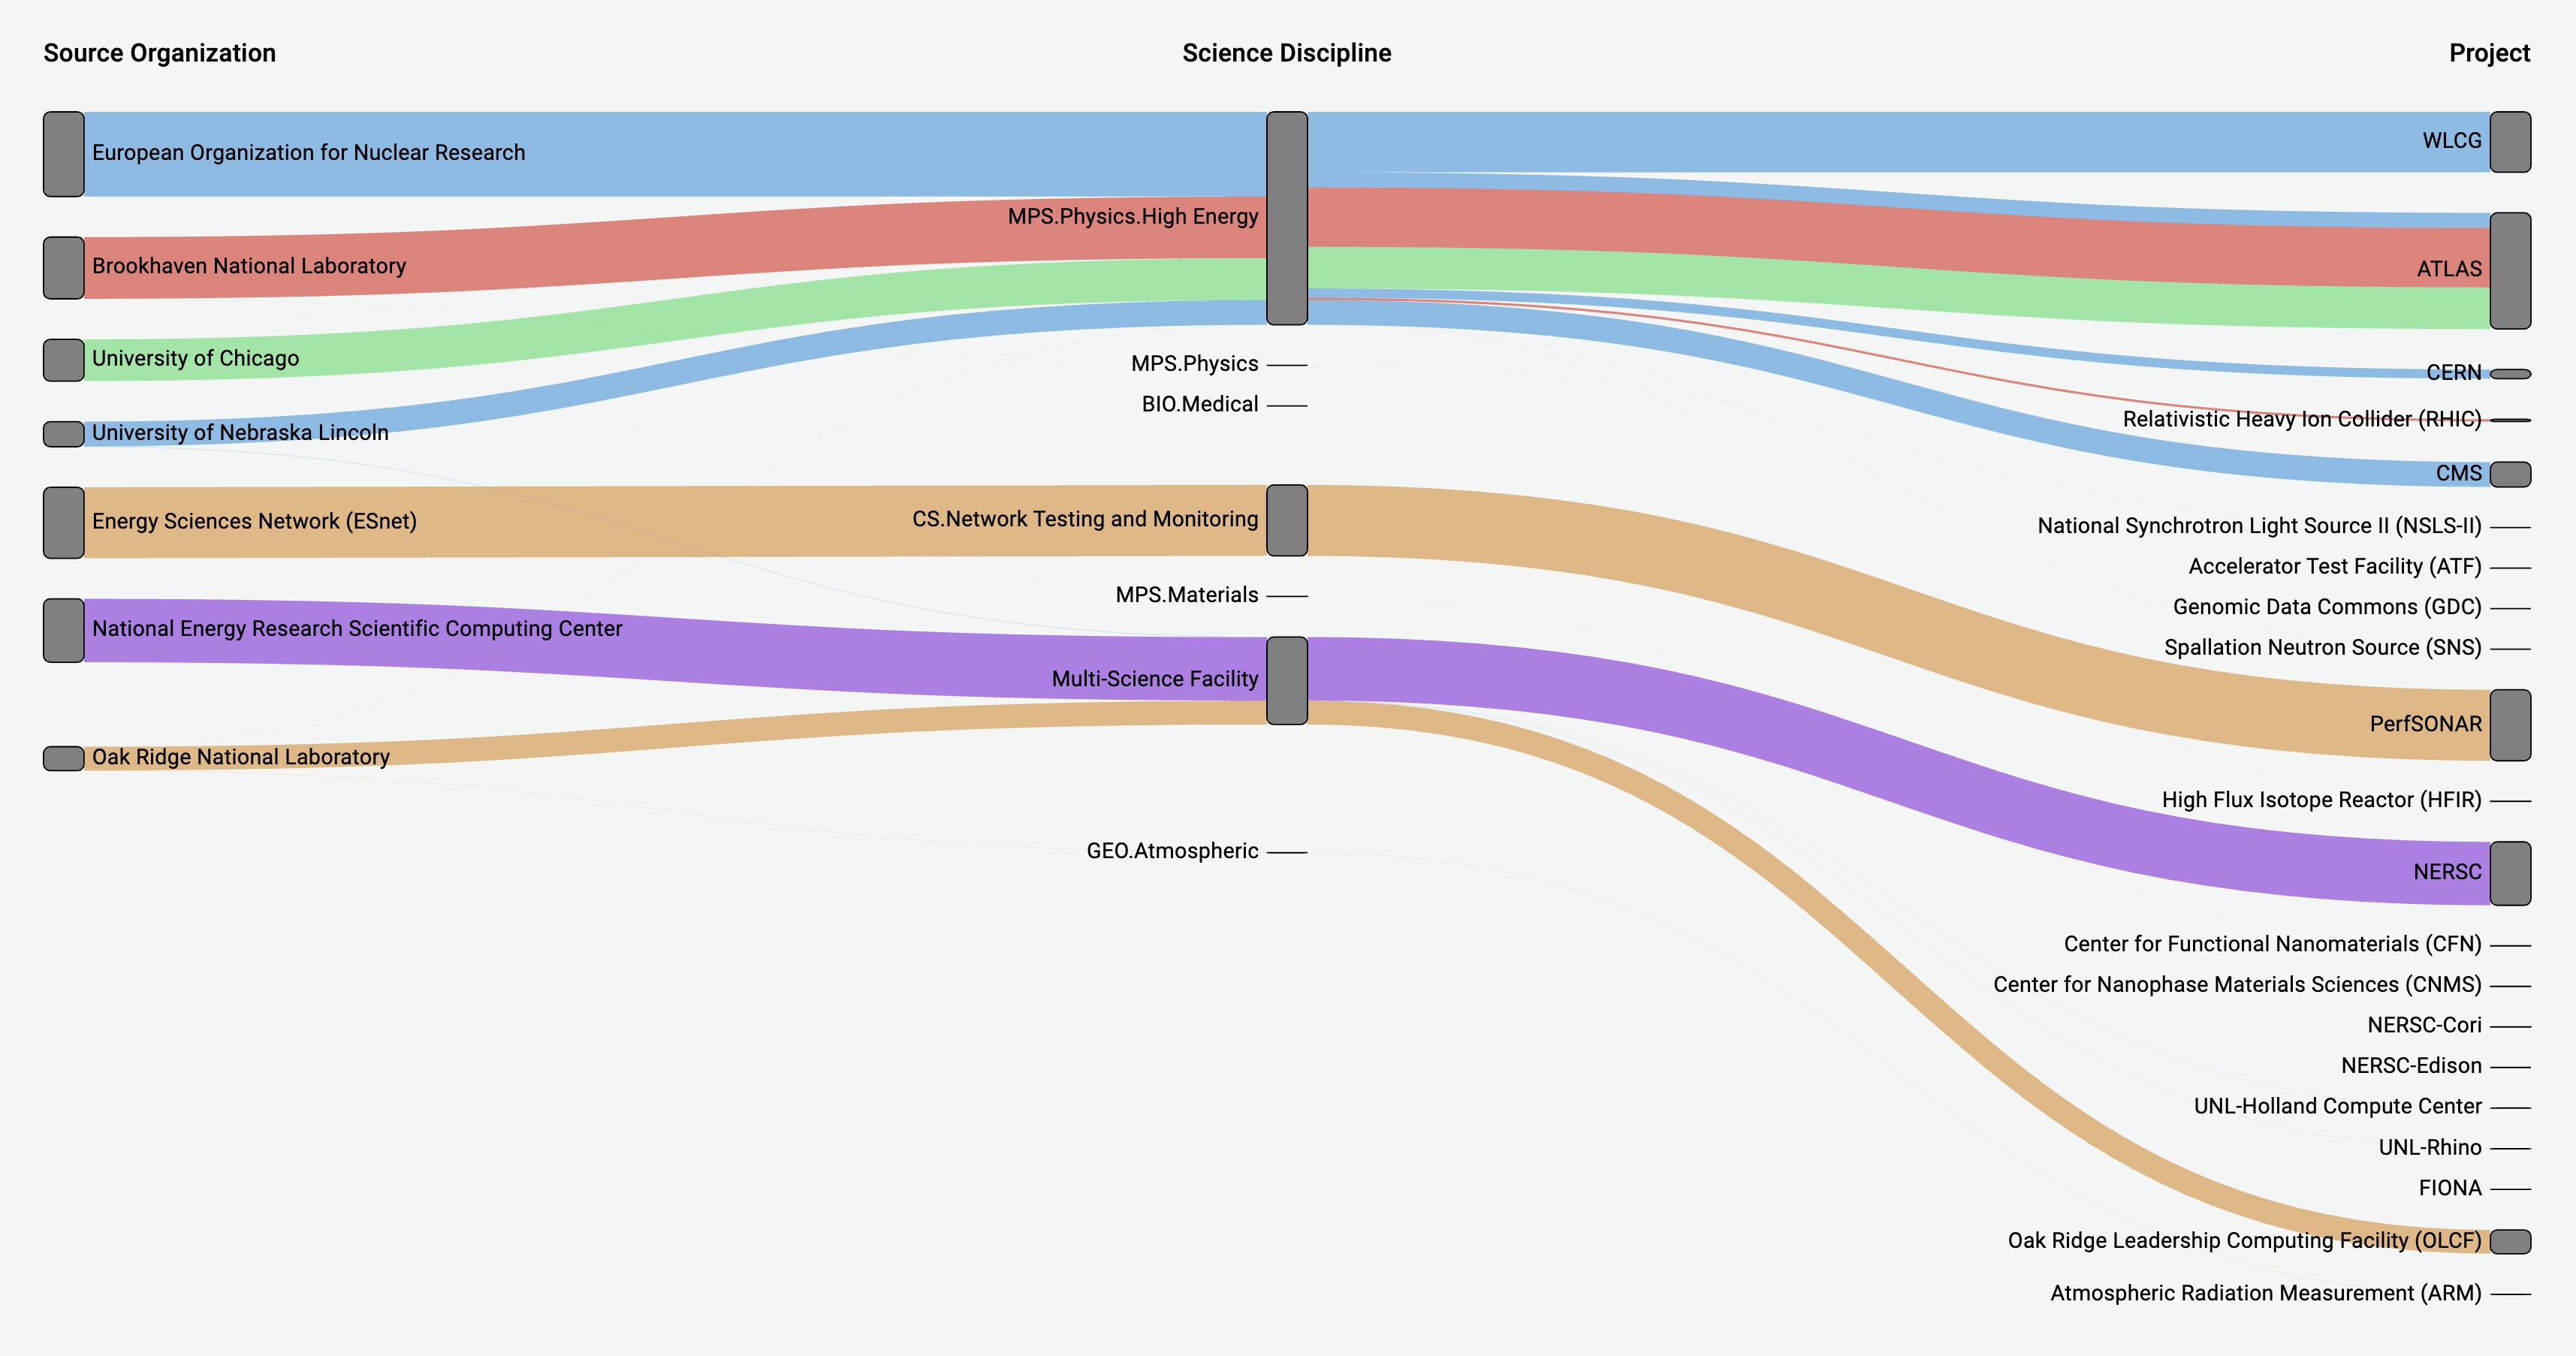 Source Organization
Science Discipline
Project
European Organization for Nuclear Research
Brookhaven National Laboratory
University of Chicago
University of Nebraska Lincoln
Energy Sciences Network (ESnet)
National Energy Research Scientific Computing Center
Oak Ridge National Laboratory
MPS.Physics.High Energy
MPS.Physics
BIO.Medical
CS.Network Testing and Monitoring
MPS.Materials
Multi-Science Facility
GEO.Atmospheric
WLCG
ATLAS
CERN
Relativistic Heavy Ion Collider (RHIC)
CMS
National Synchrotron Light Source II (NSLS-II)
Accelerator Test Facility (ATF)
Genomic Data Commons (GDC)
Spallation Neutron Source (SNS)
PerfSONAR
High Flux Isotope Reactor (HFIR)
NERSC
Center for Functional Nanomaterials (CFN)
Center for Nanophase Materials Sciences (CNMS)
NERSC-Cori
NERSC-Edison
UNL-Holland Compute Center
UNL-Rhino
FIONA
Oak Ridge Leadership Computing Facility (OLCF)
Atmospheric Radiation Measurement (ARM)